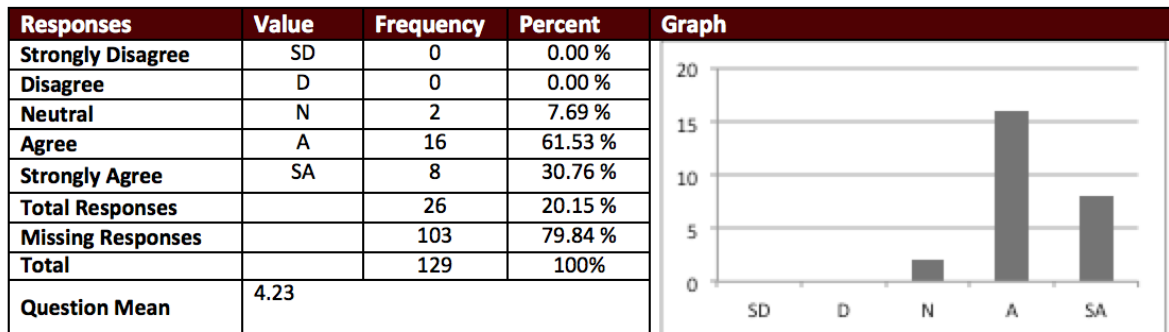 Responses Value Frequency Percent Graph
Strongly Disagree SD 0 0.00 %
Disagree D 0 0.00 %
Neutral N 2 7.69 %
Agree A 16 61.53 %
Strongly Agree SA 8 30.76 %
Total Responses 26 20.15 %
Missing Responses 103 79.84 %
Total 129 100%
Question Mean 4.23
20
15
10
5
0
SD D N A SA